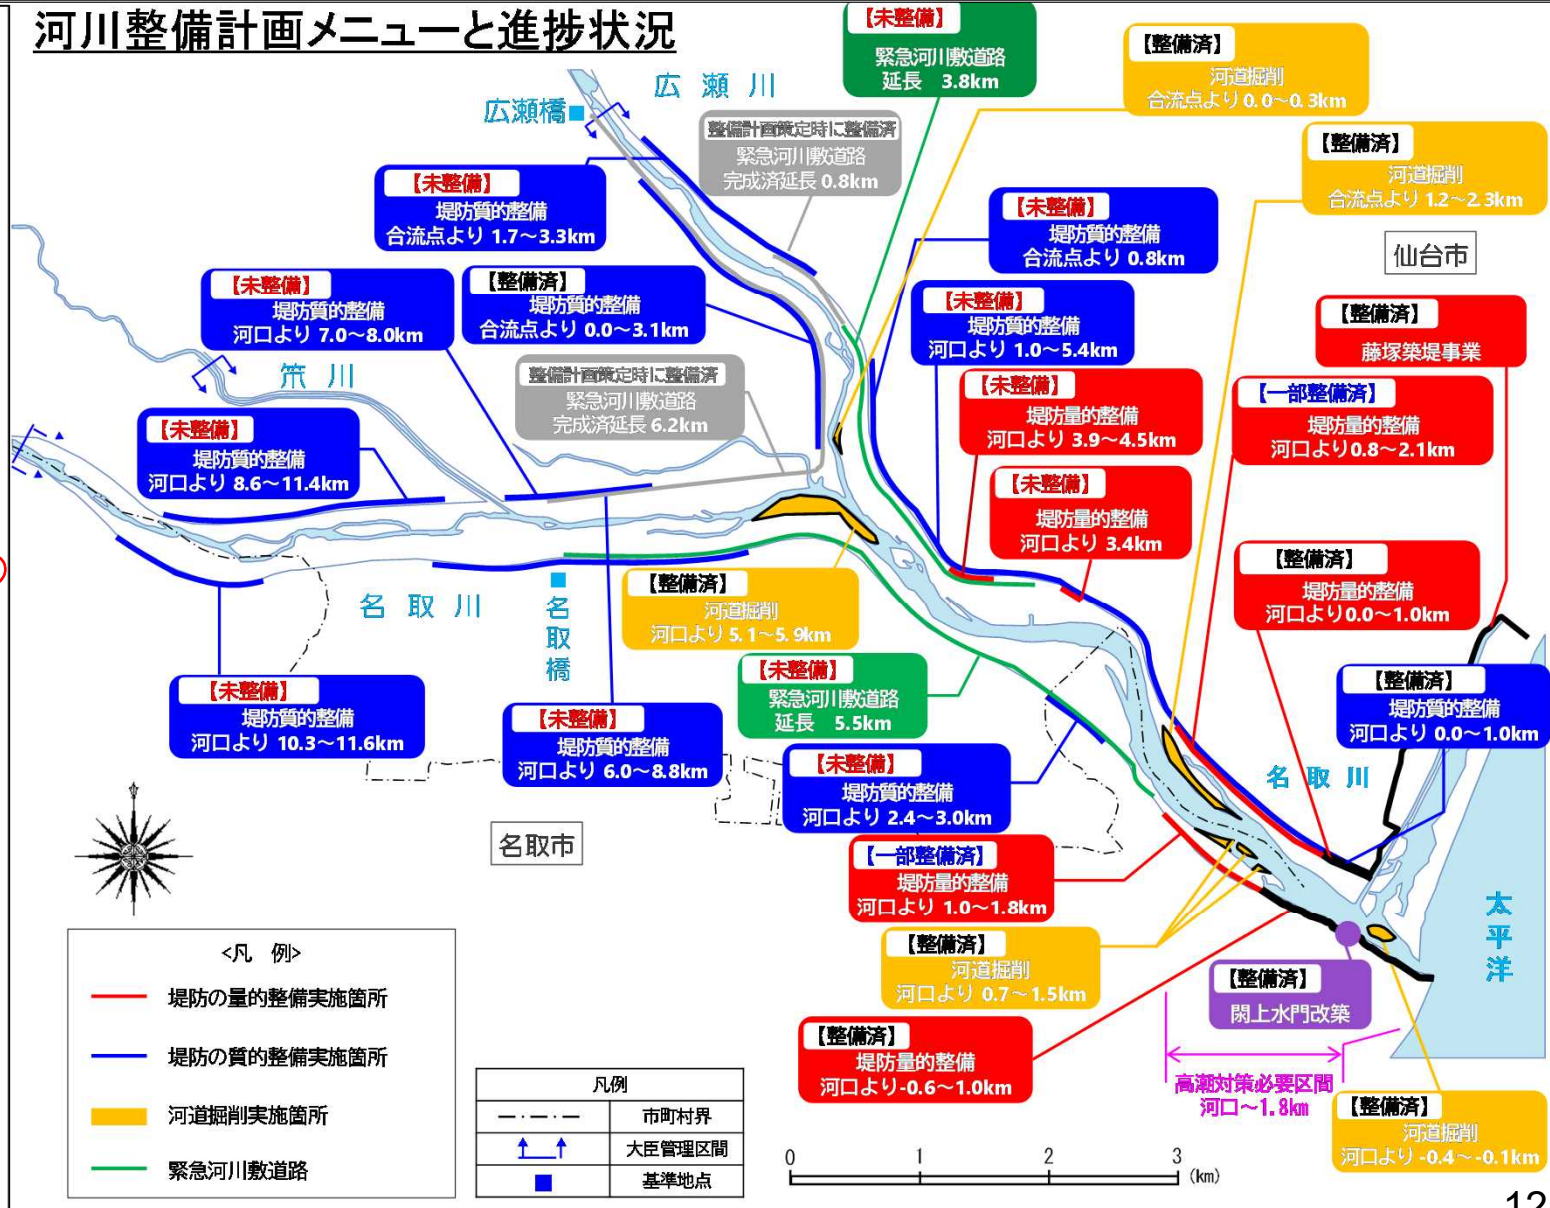 河川整備計画メニューと進捗状況
【未整備】
緊急河川敷道路
延長 3.8km
【整備済】
河道掘削
合流点より 0.0～0.3km
広瀬川
広瀬橋
整備計画策定時に整備済
緊急河川敷道路
完成済延長 0.8km
【整備済】
河道掘削
合流点より 1.2～2.3km
【未整備】
堤防質的整備
合流点より 1.7～3.3km
【未整備】
堤防質的整備
合流点より 0.8km
仙台市
【未整備】
堤防質的整備
河口より 7.0～8.0km
【整備済】
堤防質的整備
合流点より 0.0～3.1km
【未整備】
堤防質的整備
河口より 1.0～5.4km
【整備済】
藤塚築堤事業
笊川
整備計画策定時に整備済
緊急河川敷道路
完成済延長 6.2km
【未整備】
堤防量的整備
河口より 3.9～4.5km
【一部整備済】
堤防量的整備
河口より0.8～2.1km
【未整備】
堤防質的整備
河口より 8.6～11.4km
【未整備】
堤防量的整備
河口より 3.4km
【整備済】
堤防量的整備
河口より0.0～1.0km
名取川
名取橋
【整備済】
河道掘削
河口より 5.1～5.9km
【未整備】
緊急河川敷道路
延長 5.5km
【整備済】
堤防質的整備
河口より 0.0～1.0km
【未整備】
堤防質的整備
河口より 10.3～11.6km
【未整備】
堤防質的整備
河口より 6.0～8.8km
【未整備】
堤防質的整備
河口より 2.4～3.0km
名取川
名取市
【一部整備済】
堤防量的整備
河口より 1.0～1.8km
太平洋
【整備済】
河道掘削
河口より 0.7～1.5km
【整備済】
閖上水門改築
【整備済】
堤防量的整備
河口より-0.6～1.0km
高潮対策必要区間
河口～1.8km
【整備済】
河道掘削
河口より -0.4～-0.1km
<凡 例>
堤防の量的整備実施箇所
堤防の質的整備実施箇所
河道掘削実施箇所
緊急河川敷道路
凡例
市町村界
大臣管理区間
基準地点
0 1 2 3 (km)
12